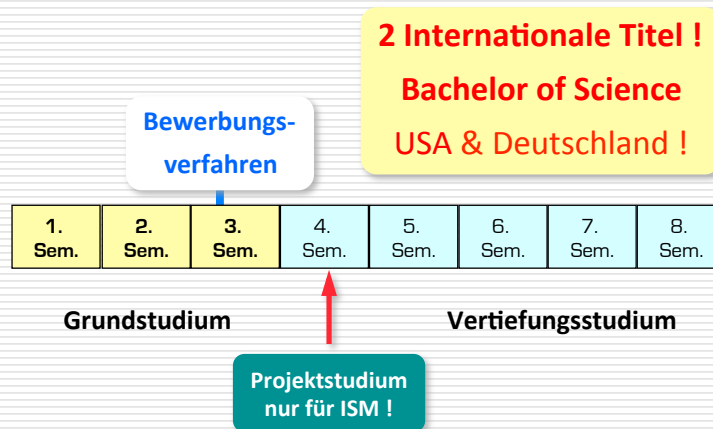 2 Internationale Titel !
Bachelor of Science
USA & Deutschland !
Bewerbungs-
verfahren
1. 2. 3. 4. 5. 6. 7. 8.
Sem. Sem. Sem. Sem. Sem. Sem. Sem. Sem.
Grundstudium Vertiefungsstudium
Projektstudium
nur für ISM !